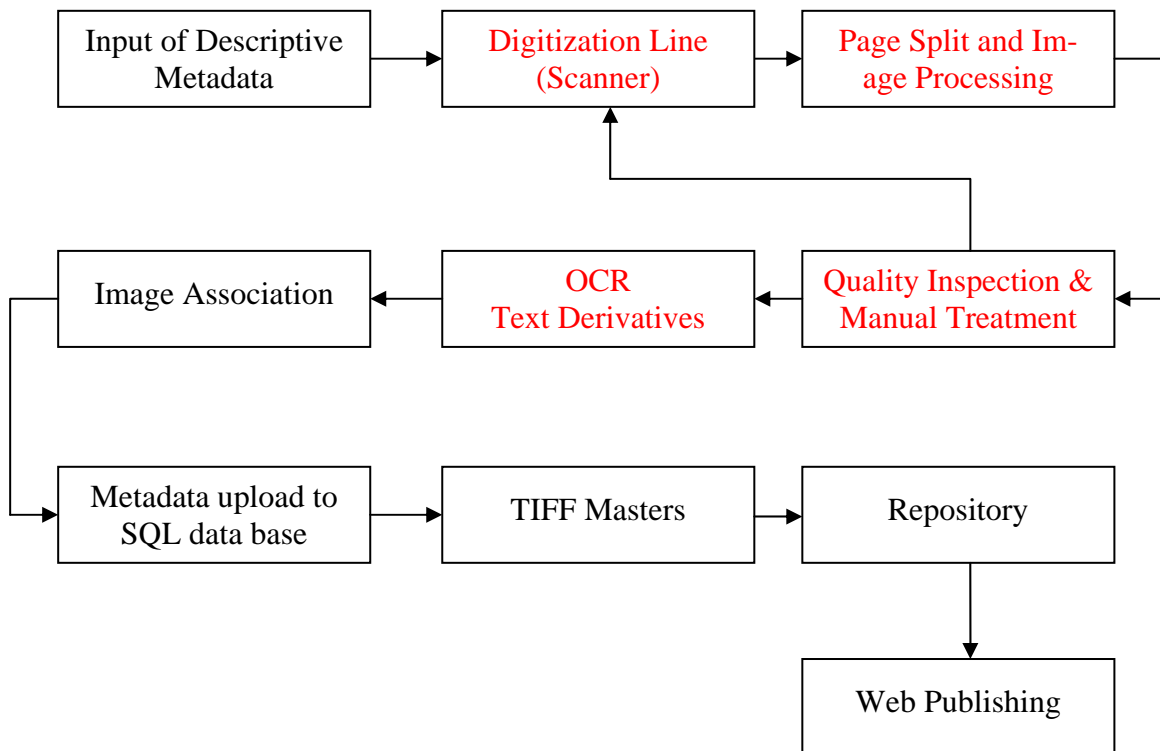 Input of Descriptive
Metadata
Digitization Line
(Scanner)
Page Split and Im-
age Processing
Image Association
OCR
Text Derivatives
Quality Inspection &
Manual Treatment
Metadata upload to
SQL data base
TIFF Masters
Repository
Web Publishing